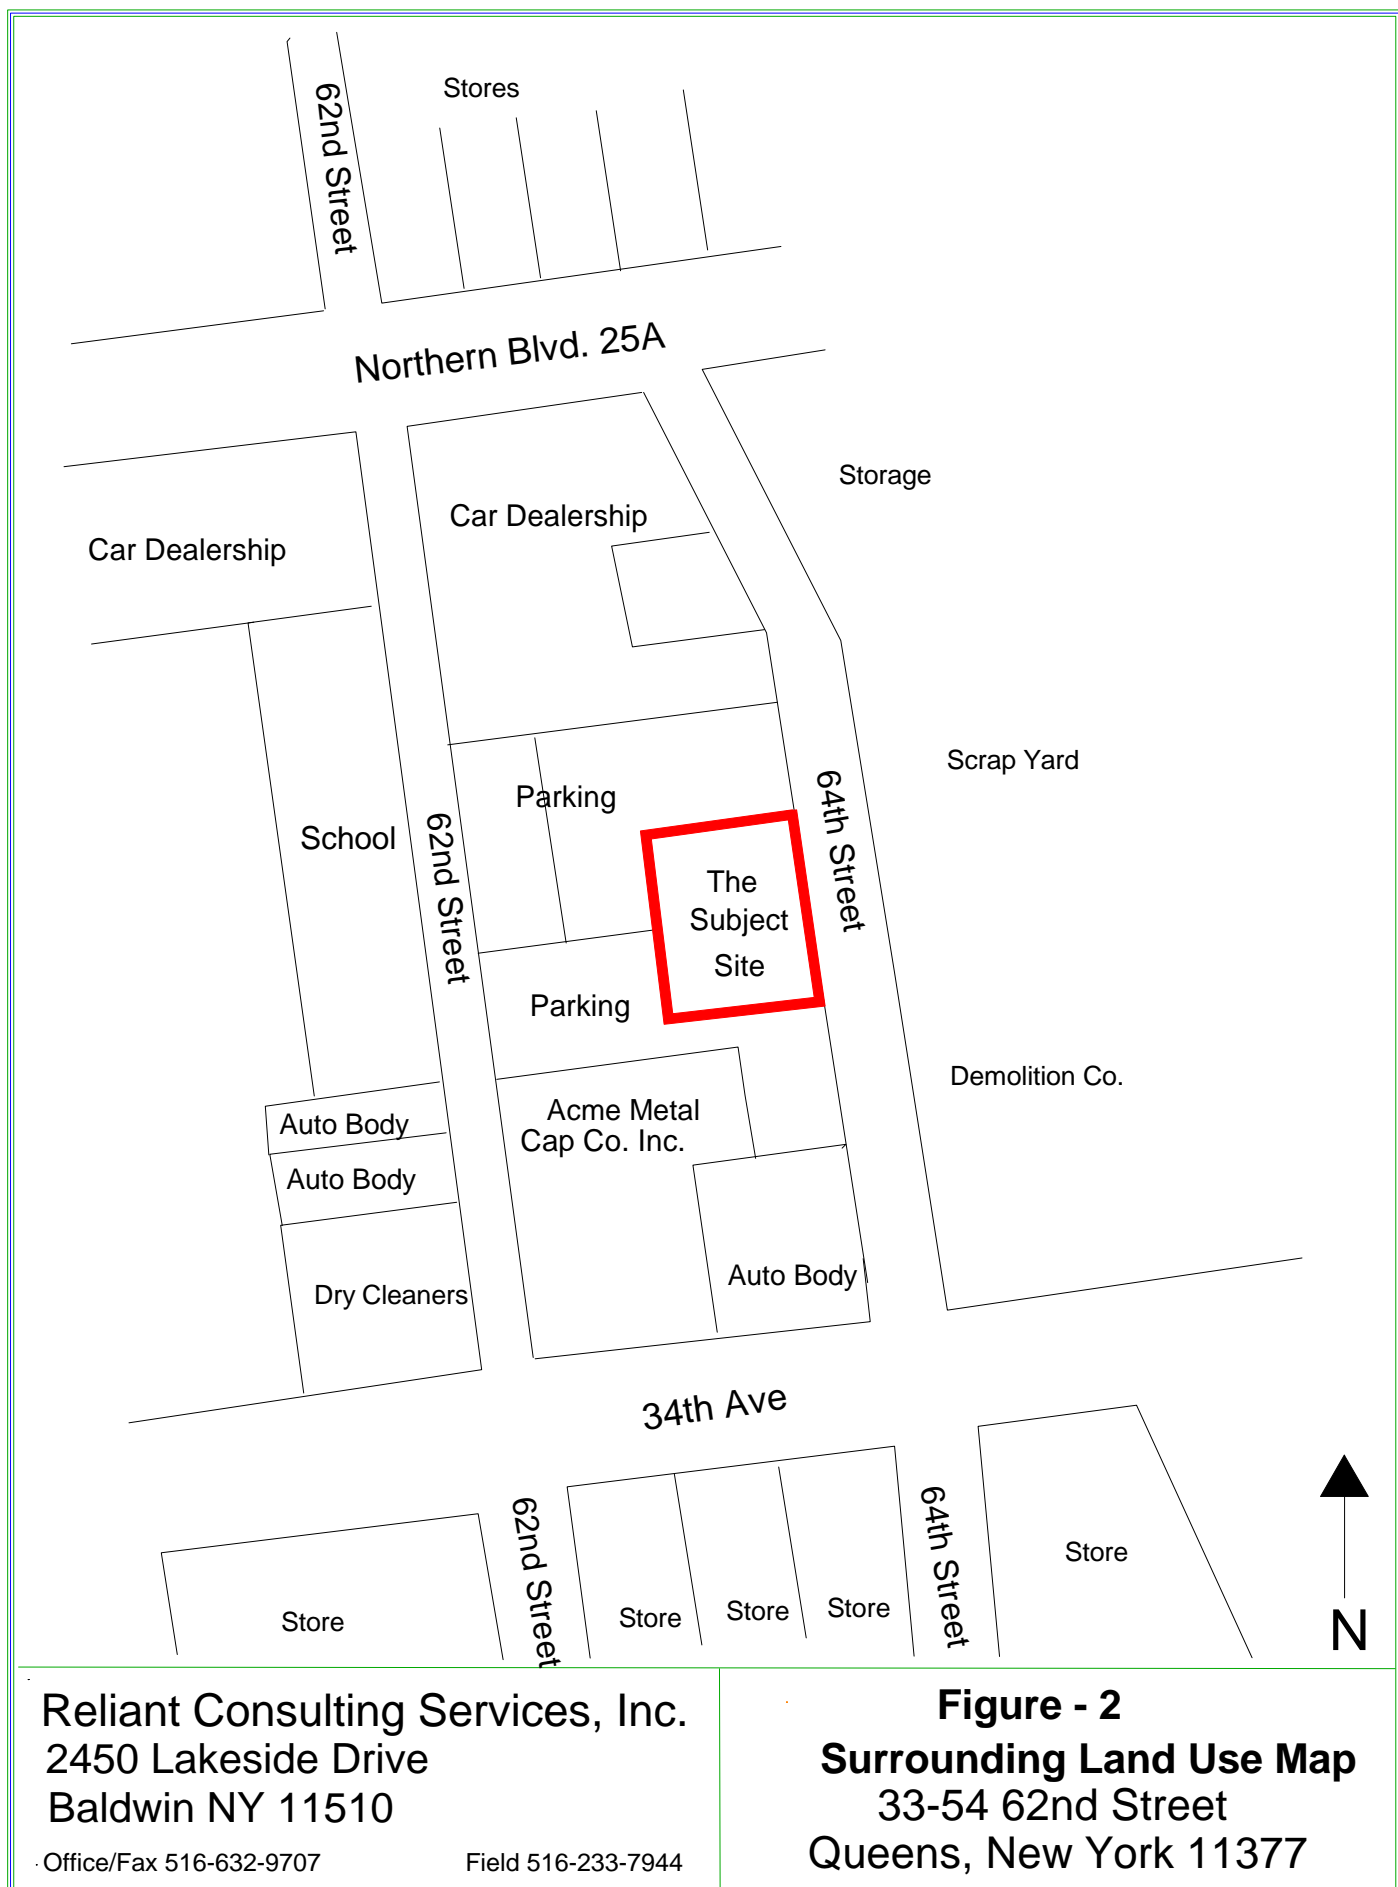 Stores
62nd Street
Northern Blvd. 25A
Storage
Car Dealership
Car Dealership
Scrap Yard
Parking
64th Street
School
62nd Street
The
Subject
Site
Parking
Demolition Co.
Acme Metal
Cap Co. Inc.
Auto Body
Auto Body
Auto Body
Dry Cleaners
34th Ave
62nd Street
64th Street
Store
Store
Store
Store
Store
N
Reliant Consulting Services, Inc.
2450 Lakeside Drive
Baldwin NY 11510
Office/Fax 516-632-9707
Field 516-233-7944
Figure - 2
Surrounding Land Use Map
33-54 62nd Street
Queens, New York 11377